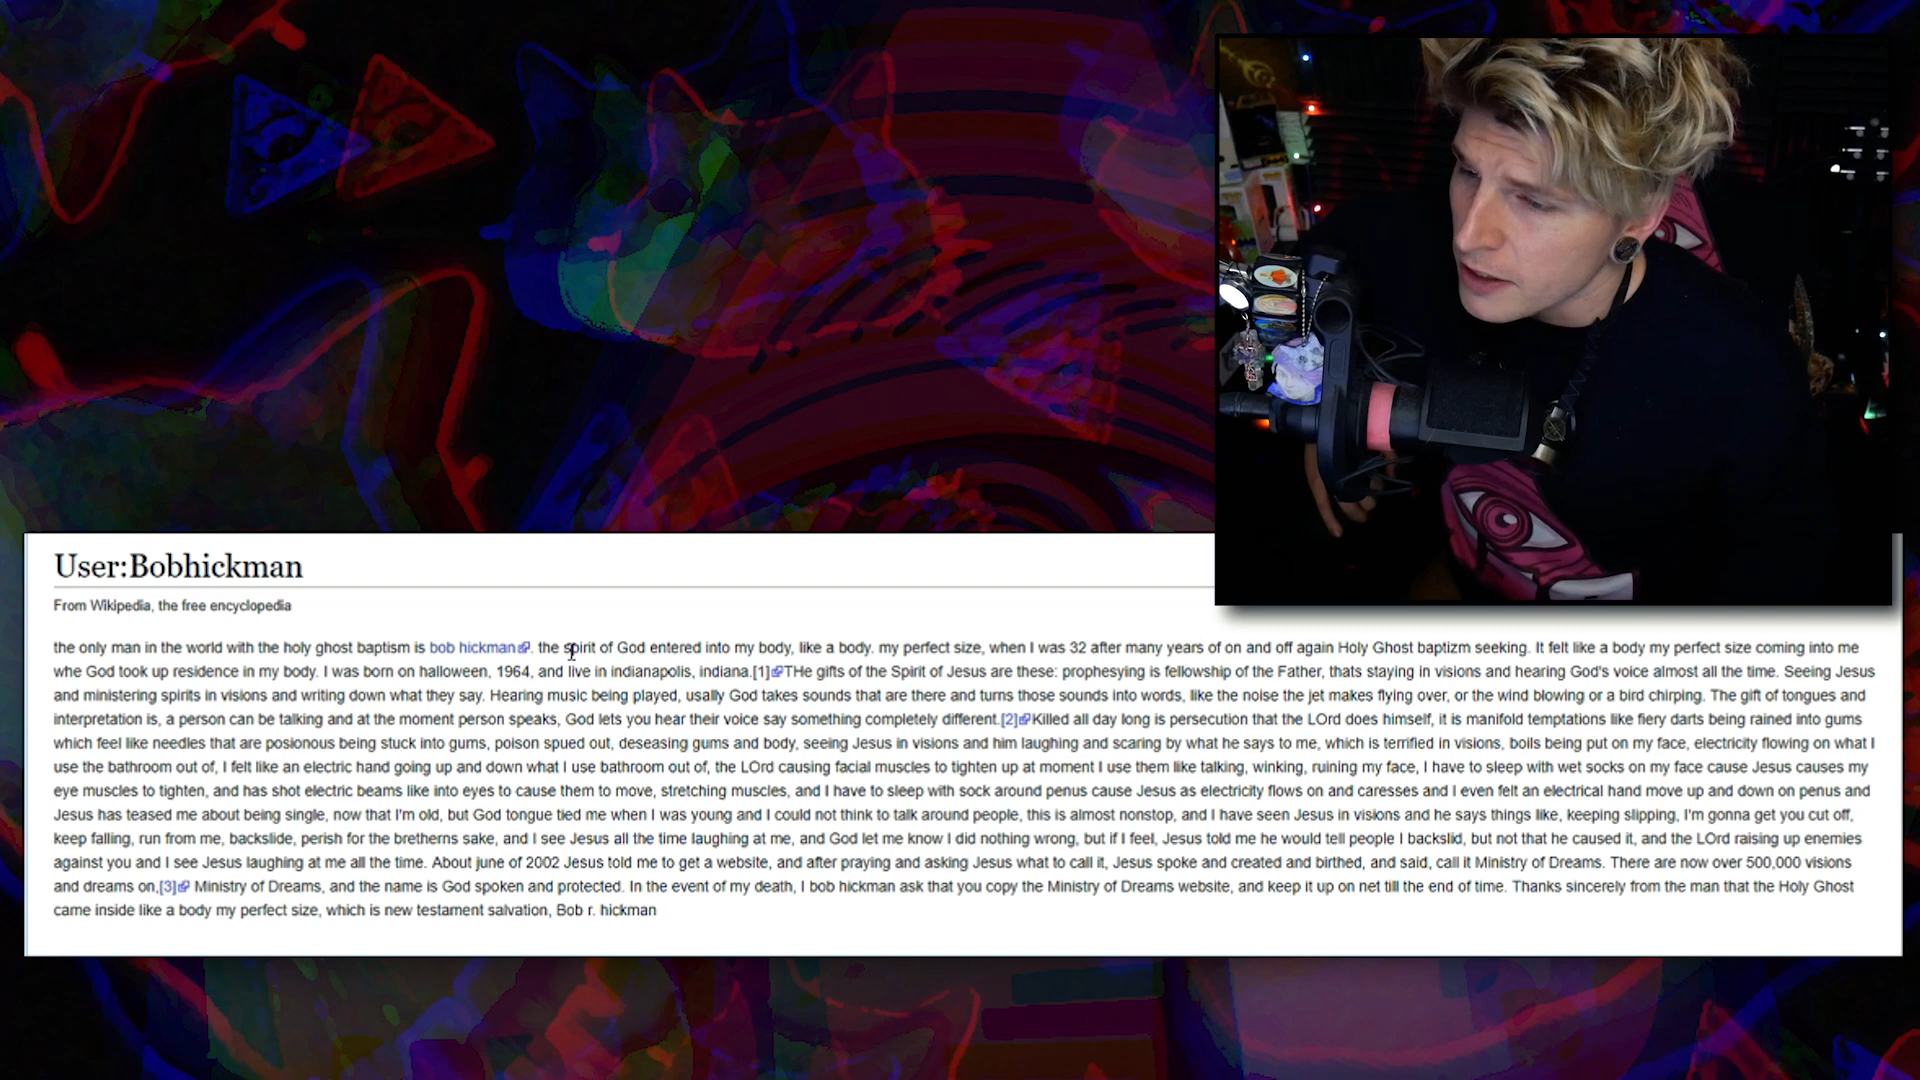 User:Bobhickman
From Wikipedia, the free encyclopedia
the only man in the world with the holy ghost baptism is bob hickman. the spirit of God entered into my body, like a body. my perfect size, when I was 32 after many years of on and off again Holy Ghost baptizm seeking. It felt like a body my perfect size coming into me
whe God took up residence in my body. I was born on halloween, 1964, and live in indianapolis, indiana.[1]THe gifts of the Spirit of Jesus are these: prophesying is fellowship of the Father, thats staying in visions and hearing God's voice almost all the time. Seeing Jesus
and ministering spirits in visions and writing down what they say. Hearing music being played, usally God takes sounds that are there and turns those sounds into words, like the noise the jet makes flying over, or the wind blowing or a bird chirping. The gift of tongues and
interpretation is, a person can be talking and at the moment person speaks, God lets you hear their voice say something completely different.[2]Killed all day long is persecution that the LOrd does himself, it is manifold temptations like fiery darts being rained into gums
which feel like needles that are posionous being stuck into gums, poison spued out, deseasing gums and body, seeing Jesus in visions and him laughing and scaring by what he says to me, which is terrified in visions, boils being put on my face, electricity flowing on what I
use the bathroom out of, I felt like an electric hand going up and down what I use bathroom out of, the LOrd causing facial muscles to tighten up at moment I use them like talking, winking, ruining my face, I have to sleep with wet socks on my face cause Jesus causes my
eye muscles to tighten, and has shot electric beams like into eyes to cause them to move, stretching muscles, and I have to sleep with sock around penus cause Jesus as electricity flows on and caresses and I even felt an electrical hand move up and down on penus and
Jesus has teased me about being single, now that I'm old, but God tongue tied me when I was young and I could not think to talk around people, this is almost nonstop, and I have seen Jesus in visions and he says things like, keeping slipping, I'm gonna get you cut off,
keep falling, run from me, backslide, perish for the bretherns sake, and I see Jesus all the time laughing at me, and God let me know I did nothing wrong, but if I feel, Jesus told me he would tell people I backslid, but not that he caused it, and the LOrd raising up enemies
against you and I see Jesus laughing at me all the time. About june of 2002 Jesus told me to get a website, and after praying and asking Jesus what to call it, Jesus spoke and created and birthed, and said, call it Ministry of Dreams. There are now over 500,000 visions
and dreams on,[3] Ministry of Dreams, and the name is God spoken and protected. In the event of my death, I bob hickman ask that you copy the Ministry of Dreams website, and keep it up on net till the end of time. Thanks sincerely from the man that the Holy Ghost
came inside like a body my perfect size, which is new testament salvation, Bob r. hickman